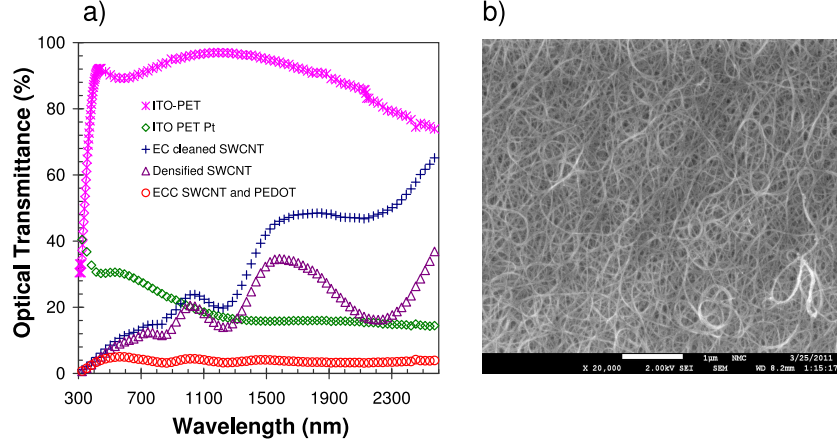 a)
b)
Optical Transmittance (%)
100
80
60
40
20
0
ITO-PET
ITO PET Pt
EC cleaned SWCNT
Densified SWCNT
ECC SWCNT and PEDOT
300 700 1100 1500 1900 2300
Wavelength (nm)
1μm NMC 3/25/2011
X 20,000 2.00kV SEI SEM WD 8.2mm 1:15:17